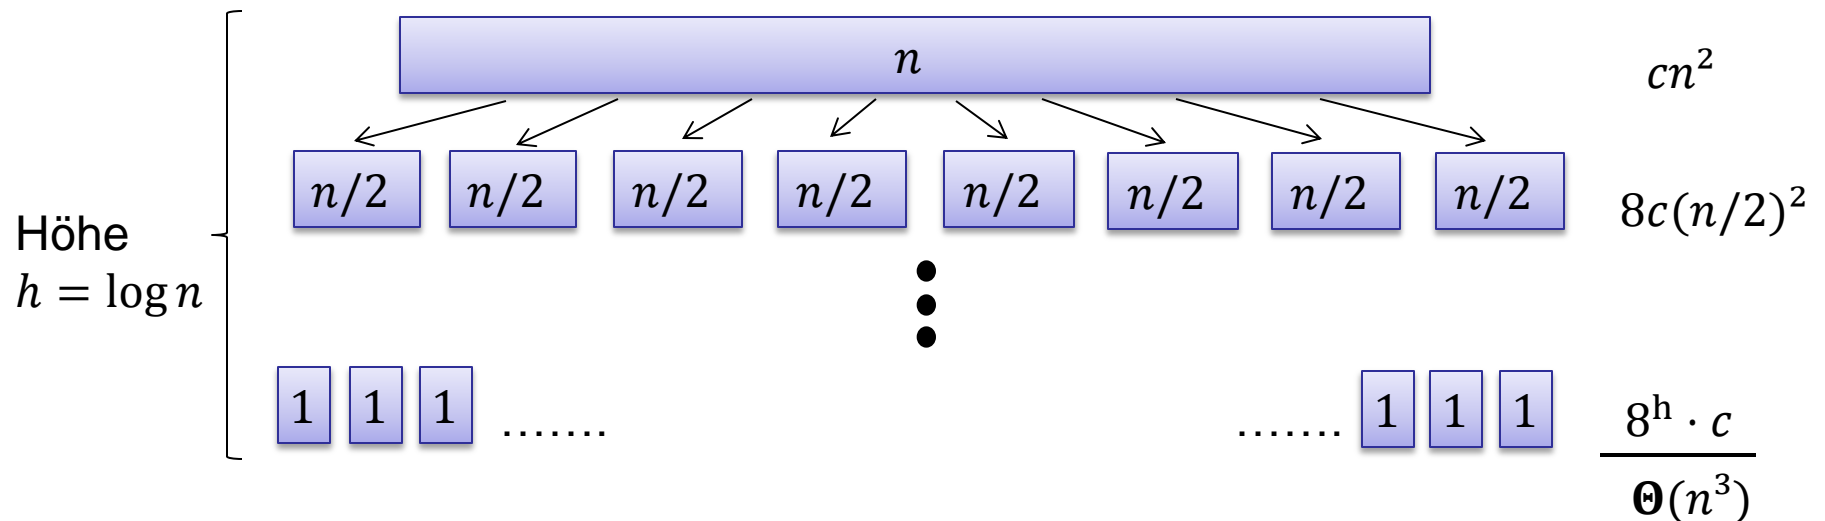 n
cn²
n/2 n/2 n/2 n/2 n/2 n/2 n/2 n/2
8c(n/2)²
Höhe
h = log n
1 1 1 ....... ....... 1 1 1
8ʰ · c
Θ(n³)